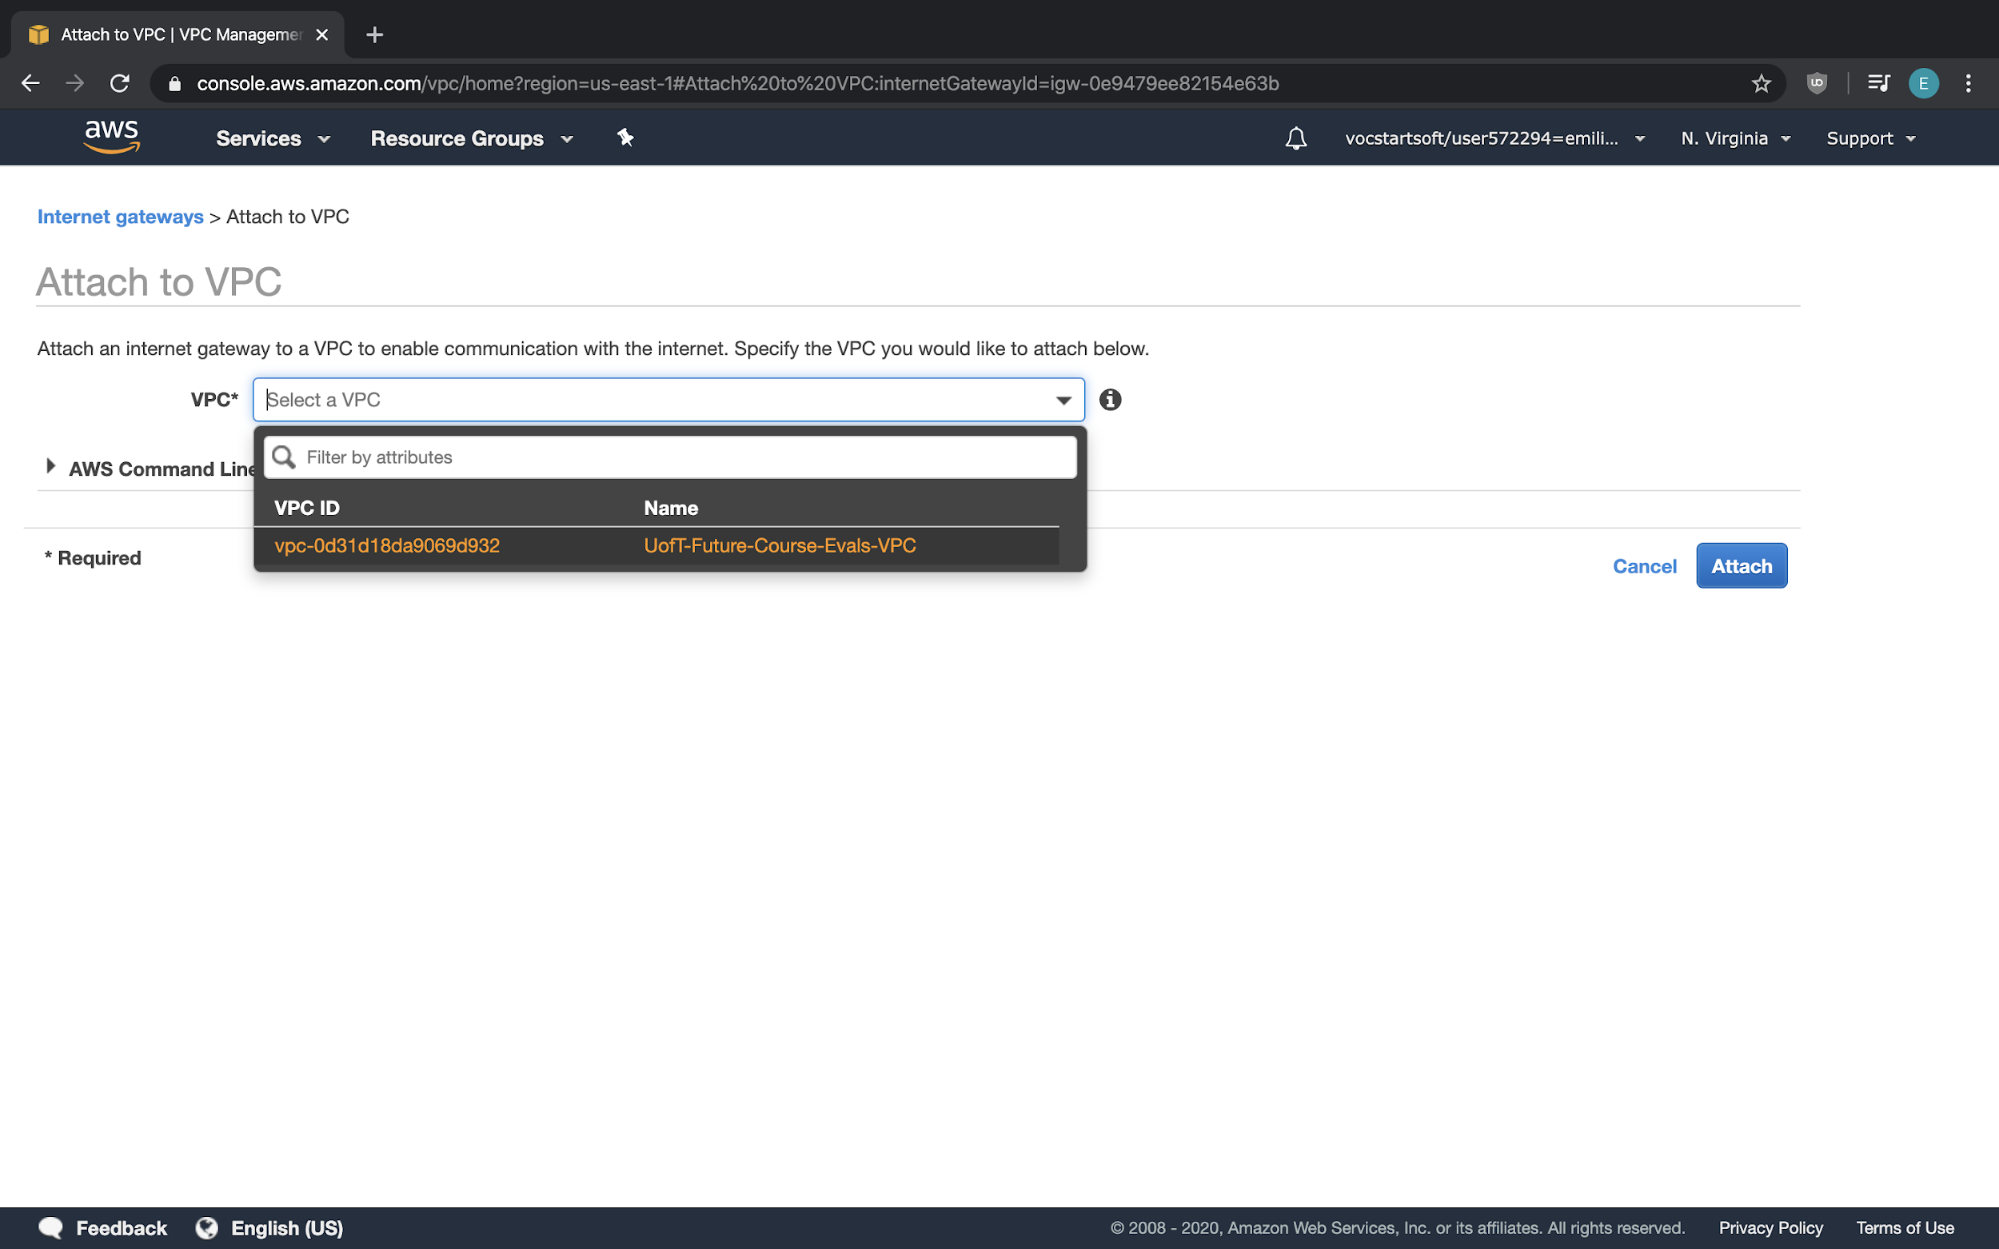 Attach to VPC | VPC Managemer
console.aws.amazon.com/vpc/home?region=us-east-1#Attach%20to%20VPC:internetGatewayId=igw-0e9479ee82154e63b
E
aws
Services
Resource Groups
vocstartsoft/user572294=emili...
N. Virginia
Support
Internet gateways > Attach to VPC
Attach to VPC
Attach an internet gateway to a VPC to enable communication with the internet. Specify the VPC you would like to attach below.
VPC*
Select a VPC
Filter by attributes
AWS Command Line
VPC ID
Name
vpc-0d31d18da9069d932
UofT-Future-Course-Evals-VPC
* Required
Cancel
Attach
Feedback
English (US)
© 2008 - 2020, Amazon Web Services, Inc. or its affiliates. All rights reserved.
Privacy Policy
Terms of Use